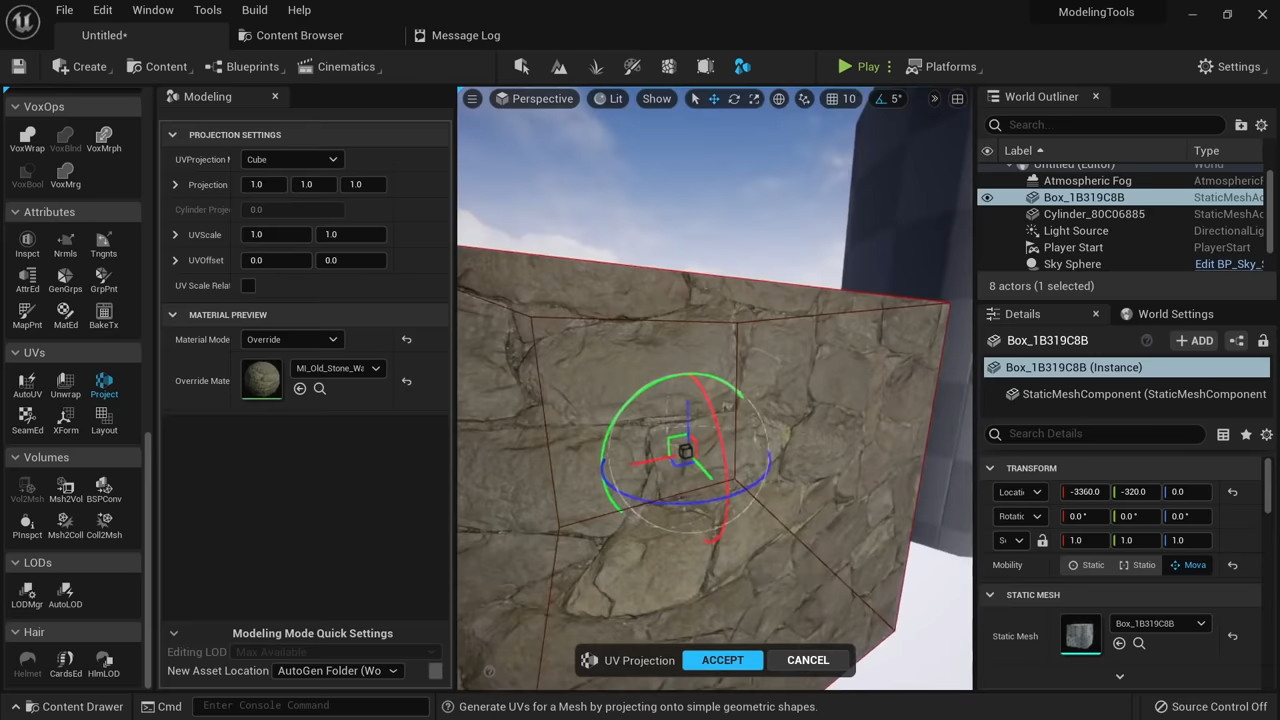 File Edit Window Tools Build Help ModelingTools
Untitled* Content Browser Message Log
Create Content Blueprints Cinematics Play Platforms Settings
VoxOps
VoxWrap VoxBlnd VoxMrph
VoxBool VoxMrg
Attributes
Inspct Nrmls Tngnts
AttrEd GenGrps GrpPnt
MapPnt MatEd BakeTx
UVs
AutoUV Unwrap Project
SeamEd XForm Layout
Volumes
Vol2Msh Msh2Vol BSPConv
PInspct Msh2Coll Coll2Msh
LODs
LODMgr AutoLOD
Hair
Helmet CardsEd HlmLOD
Modeling
PROJECTION SETTINGS
UVProjection M Cube
Projection 1.0 1.0 1.0
Cylinder Proje 0.0
UVScale 1.0 1.0
UVOffset 0.0 0.0
UV Scale Rela
MATERIAL PREVIEW
Material Mode Override
Override Mate MI_Old_Stone_Wa
Modeling Mode Quick Settings
Editing LOD Max Available
New Asset Location AutoGen Folder (Wo
Perspective Lit Show 10 5°
UV Projection ACCEPT CANCEL
World Outliner
Search...
Label Type
Untitled (Editor) World
Atmospheric Fog Atmospheric
Box_1B319C8B StaticMeshAc
Cylinder_80C06885 StaticMeshAc
Light Source DirectionalLig
Player Start PlayerStart
Sky Sphere Edit BP_Sky_S
8 actors (1 selected)
Details World Settings
Box_1B319C8B ADD
Box_1B319C8B (Instance)
StaticMeshComponent (StaticMeshComponent
Search Details
TRANSFORM
Locati -3360.0 -320.0 0.0
Rotatic 0.0° 0.0° 0.0°
1.0 1.0 1.0
Mobility Static Statio Mova
STATIC MESH
Static Mesh Box_1B319C8B
Content Drawer Cmd Enter Console Command Generate UVs for a Mesh by projecting onto simple geometric shapes. Source Control Off